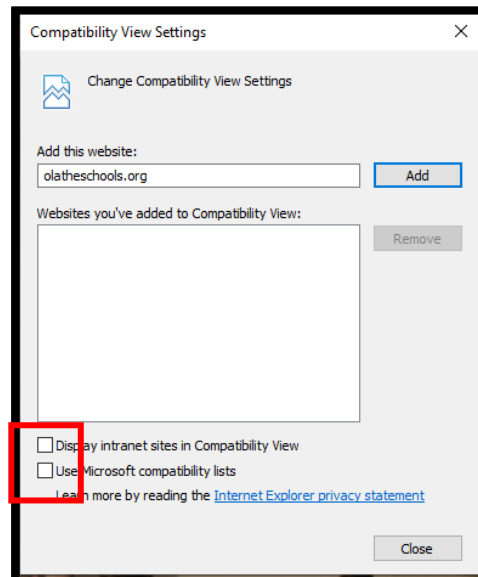 Compatibility View Settings
Change Compatibility View Settings
Add this website:
olatheschools.org
Add
Websites you've added to Compatibility View:
Remove
Display intranet sites in Compatibility View
Use Microsoft compatibility lists
Learn more by reading the Internet Explorer privacy statement
Close